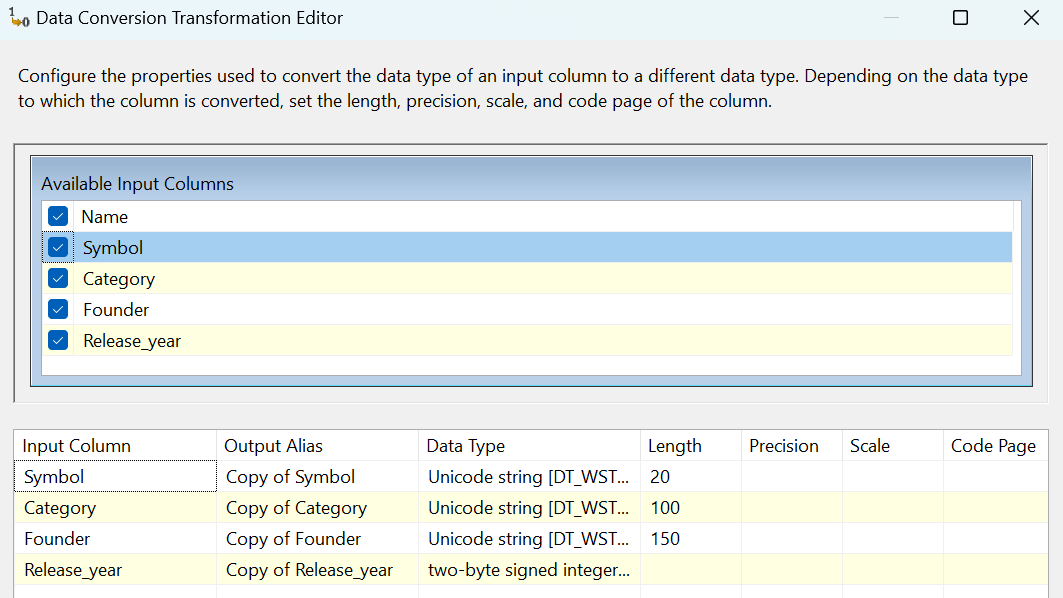 Data Conversion Transformation Editor
Configure the properties used to convert the data type of an input column to a different data type. Depending on the data type
to which the column is converted, set the length, precision, scale, and code page of the column.
Available Input Columns
Name
Symbol
Category
Founder
Release_year
Input Column Output Alias Data Type Length Precision Scale Code Page
Symbol Copy of Symbol Unicode string [DT_WST... 20
Category Copy of Category Unicode string [DT_WST... 100
Founder Copy of Founder Unicode string [DT_WST... 150
Release_year Copy of Release_year two-byte signed integer...